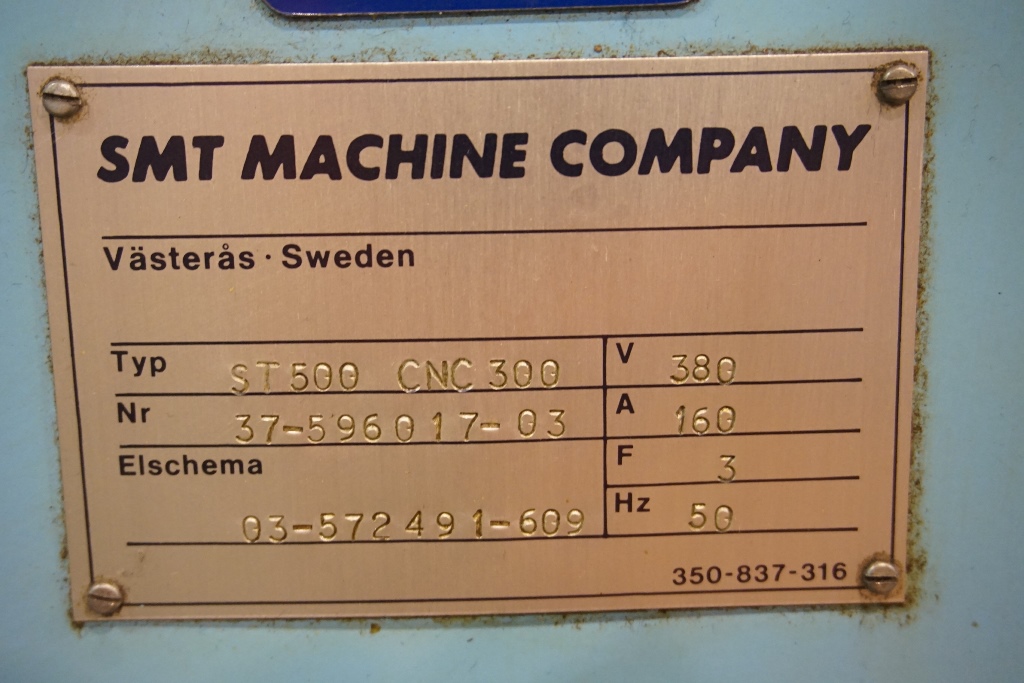 SMT MACHINE COMPANY
Västerås · Sweden
Typ ST500 CNC 300 V 380
Nr 37-596017-03 A 160
Elschema F 3
03-572491-609 Hz 50
350-837-316